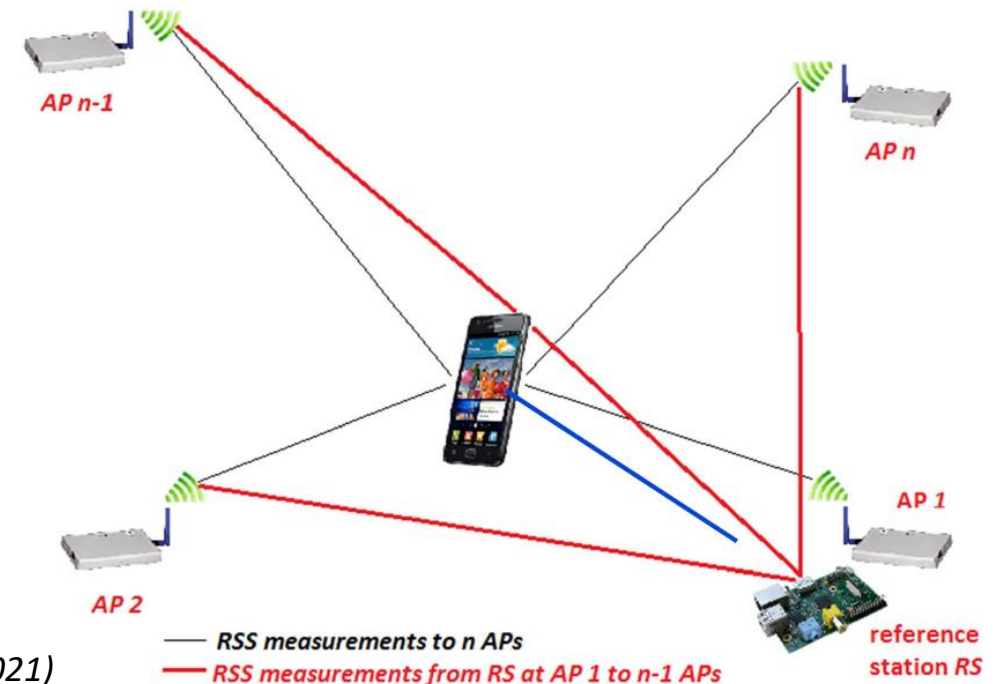 AP n-1
AP n
AP 1
AP 2
reference
station RS
RSS measurements to n APs
021)
RSS measurements from RS at AP 1 to n-1 APs